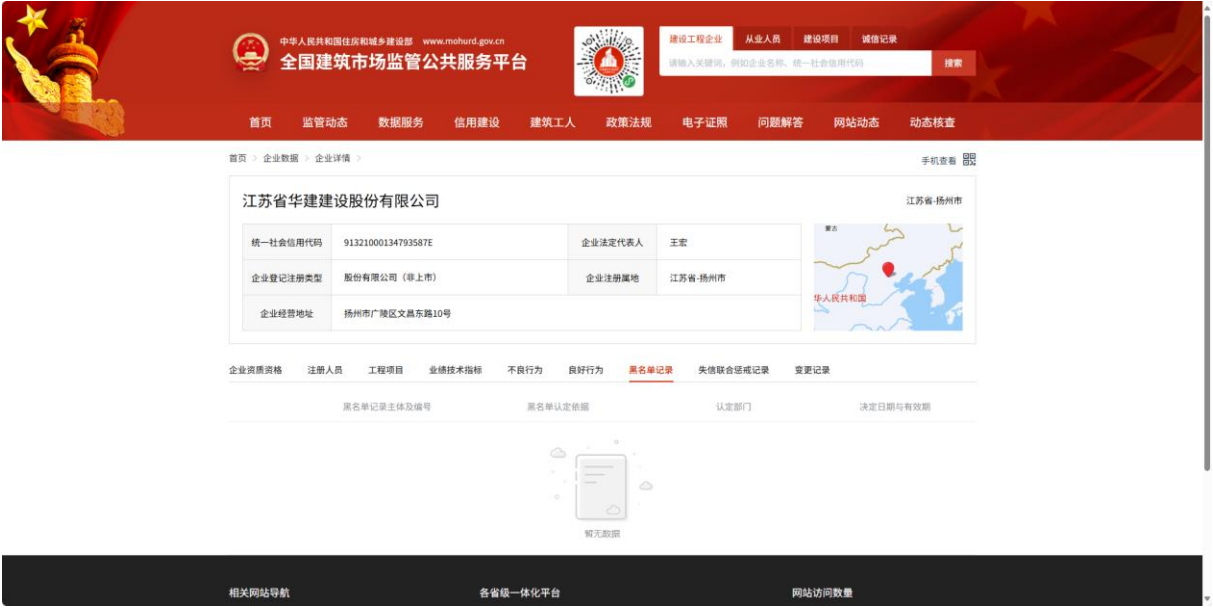 中华人民共和国住房和城乡建设部 www.mohurd.gov.cn
全国建筑市场监管公共服务平台
建设工程企业 从业人员 建设项目 诚信记录
请输入关键词，例如企业名称、统一社会信用代码 搜索
首页 监管动态 数据服务 信用建设 建筑工人 政策法规 电子证照 问题解答 网站动态 动态核查
首页 > 企业数据 > 企业详情 >
手机查看
江苏省华建建设股份有限公司
江苏省-扬州市
统一社会信用代码 91321000134793587E 企业法定代表人 王宏
企业登记注册类型 股份有限公司（非上市） 企业注册属地 江苏省-扬州市
企业经营地址 扬州市广陵区文昌东路10号
蒙古
华人民共和国
企业资质资格 注册人员 工程项目 业绩技术指标 不良行为 良好行为 黑名单记录 失信联合惩戒记录 变更记录
黑名单记录主体及编号 黑名单认定依据 认定部门 决定日期与有效期
暂无数据
相关网站导航 各省级一体化平台 网站访问数量